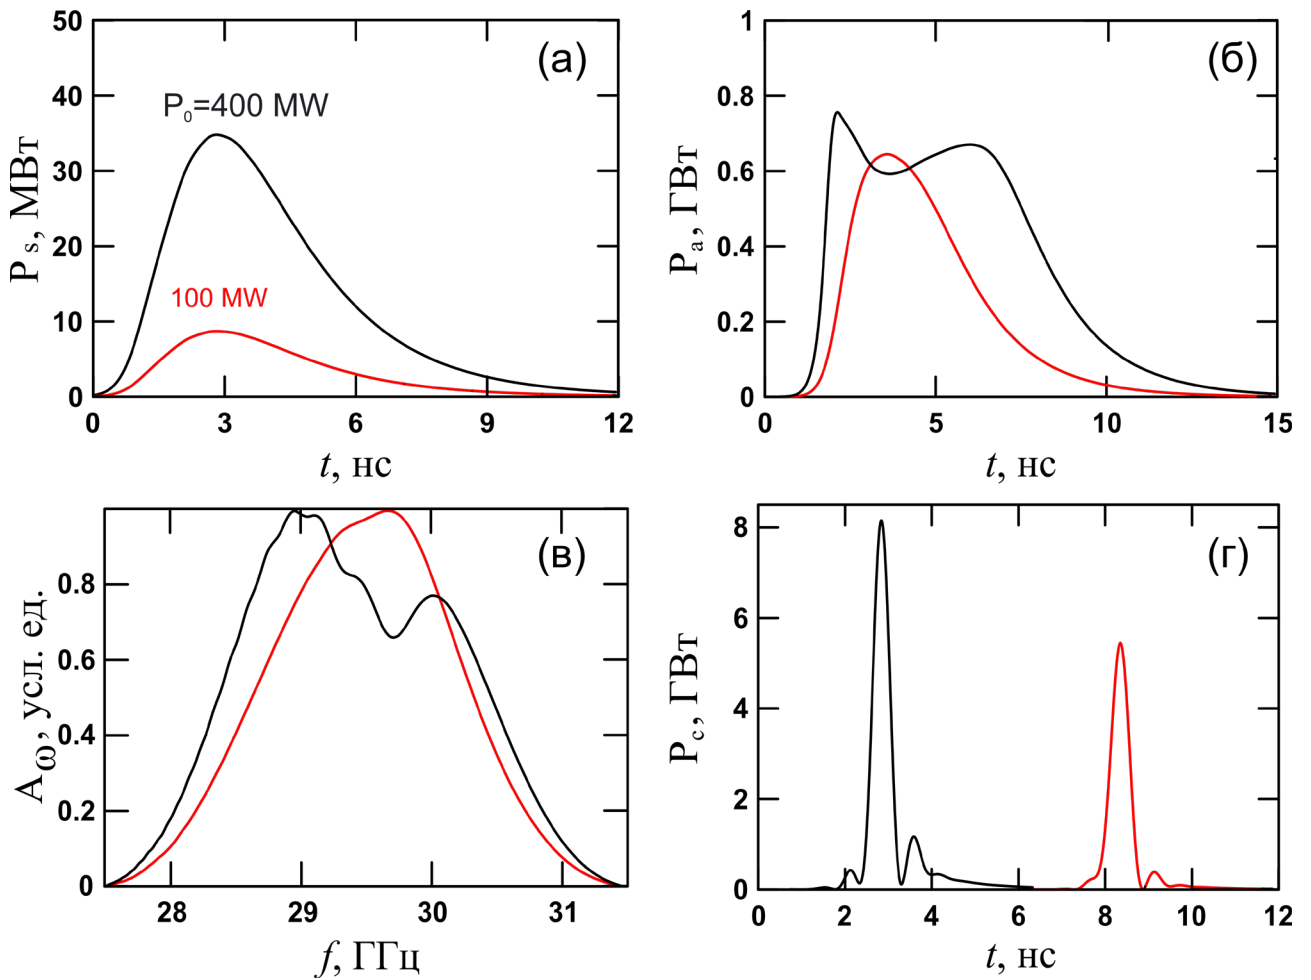 (а)
P₀=400 MW
100 MW
Pₛ, МВт
50
40
30
20
10
0
0 3 6 9 12
t, нс
(б)
Pₐ, ГВт
1
0.8
0.6
0.4
0.2
0
0 5 10 15
t, нс
(в)
A_ω, усл. ед.
0.8
0.6
0.4
0.2
0
28 29 30 31
f, ГГц
(г)
P_c, ГВт
8
6
4
2
0
0 2 4 6 8 10 12
t, нс